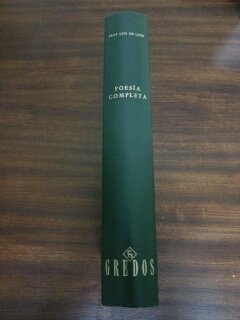 FRAY LUIS DE LEÓN
POESÍA
COMPLETA
GREDOS